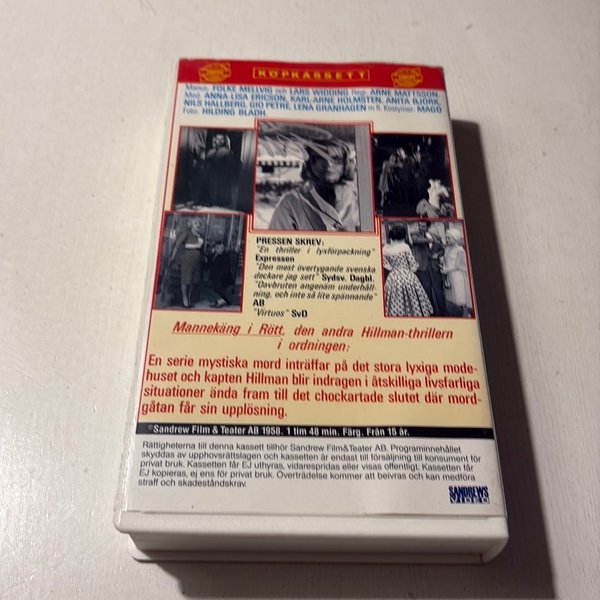 KÖPKASSETT
Manus: FOLKE MELLVIG och LARS WIDDING Regi: ARNE MATTSSON
Med: ANNA-LISA ERICSON, KARL-ARNE HOLMSTEN, ANITA BJÖRK,
NILS HALLBERG, GIO PETRÉ, LENA GRANHAGEN m fl Kostymer: MAGO
Foto: HILDING BLADH
PRESSEN SKREV:
"En thriller i lyxförpackning"
Expressen
"Den mest övertygande svenska
deckare jag sett" Sydsv. Dagbl.
"Oavbruten angenäm underhåll-
ning, och inte så lite spännande"
AB
"Virtuos" SvD
Mannekäng i Rött, den andra Hillman-thrillern
i ordningen:
En serie mystiska mord inträffar på det stora lyxiga mode-
huset och kapten Hillman blir indragen i åtskilliga livsfarliga
situationer ända fram till det chockartade slutet där mord-
gåtan får sin upplösning.
©Sandrew Film & Teater AB 1958. 1 tim 48 min. Färg. Från 15 år.
Rättigheterna till denna kassett tillhör Sandrew Film&Teater AB. Programinnehållet
skyddas av upphovsrättslagen och kassetten är endast till försäljning till konsument för
privat bruk. Kassetten får EJ uthyras, vidarespridas eller visas offentligt. Kassetten får
EJ kopieras, ej ens för privat bruk. Överträdelse kommer att beivras och kan medföra
straff och skadeståndskrav.
SANDREWS
VIDEO